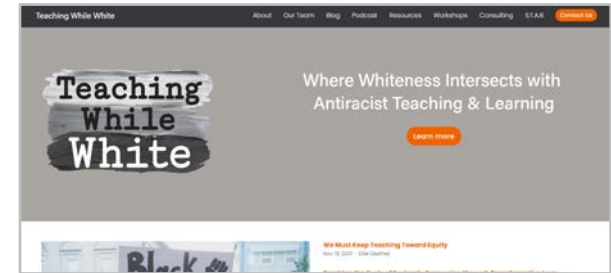 Teaching While White
About Our Team Blog Podcast Resources Workshops Consulting S.T.A.R. Contact Us
Teaching
While
White
Where Whiteness Intersects with
Antiracist Teaching & Learning
Learn more
We Must Keep Teaching Toward Equity
Black